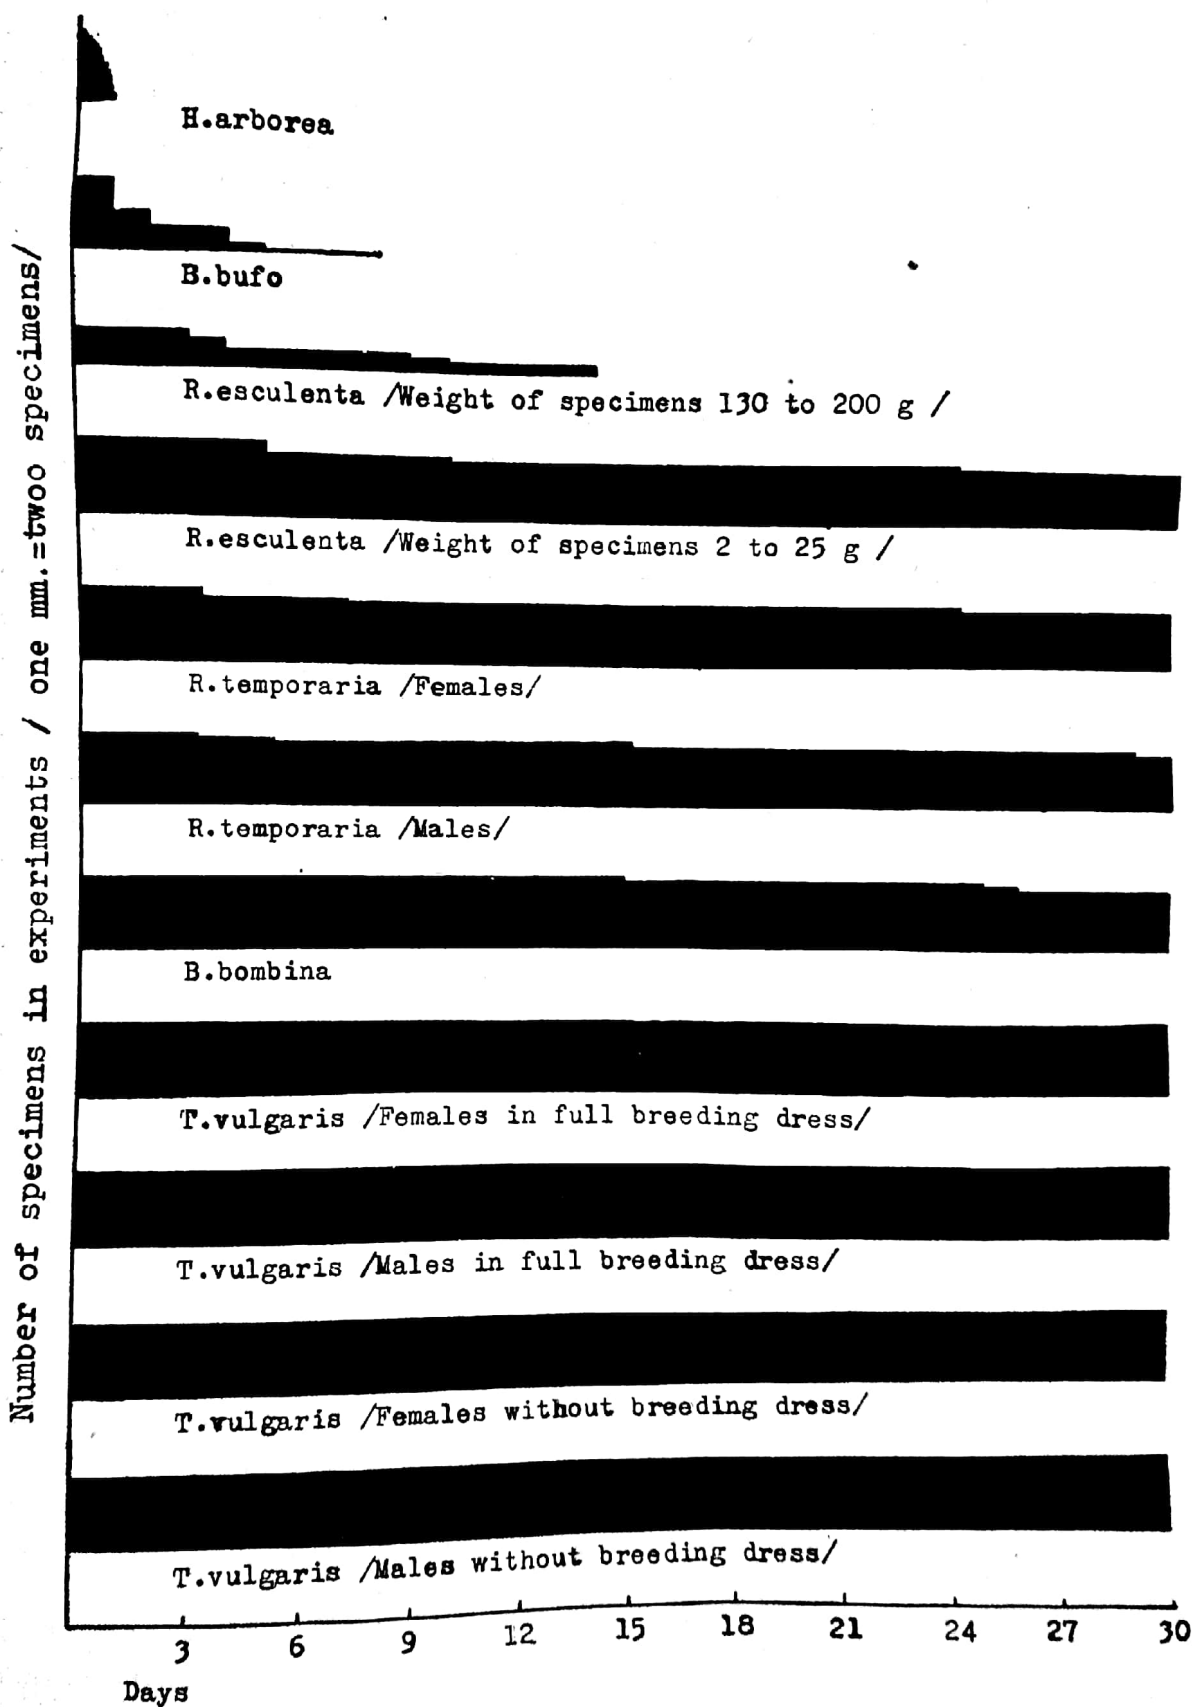 H.arborea
B.bufo
R.esculenta /Weight of specimens 130 to 200 g /
R.esculenta /Weight of specimens 2 to 25 g /
R.temporaria /Females/
R.temporaria /Males/
B.bombina
T.vulgaris /Females in full breeding dress/
T.vulgaris /Males in full breeding dress/
T.vulgaris /Females without breeding dress/
T.vulgaris /Males without breeding dress/
3 6 9 12 15 18 21 24 27 30
Days
Number of specimens in experiments / one mm.=twoo specimens/